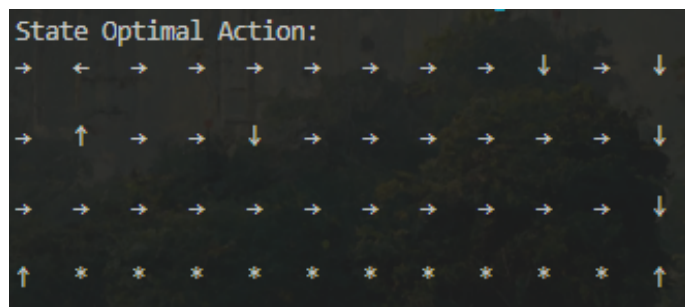 State Optimal Action:
→ ← → → → → → → → ↓ → ↓
→ ↑ → → ↓ → → → → → → ↓
→ → → → → → → → → → → ↓
↑ * * * * * * * * * * ↑